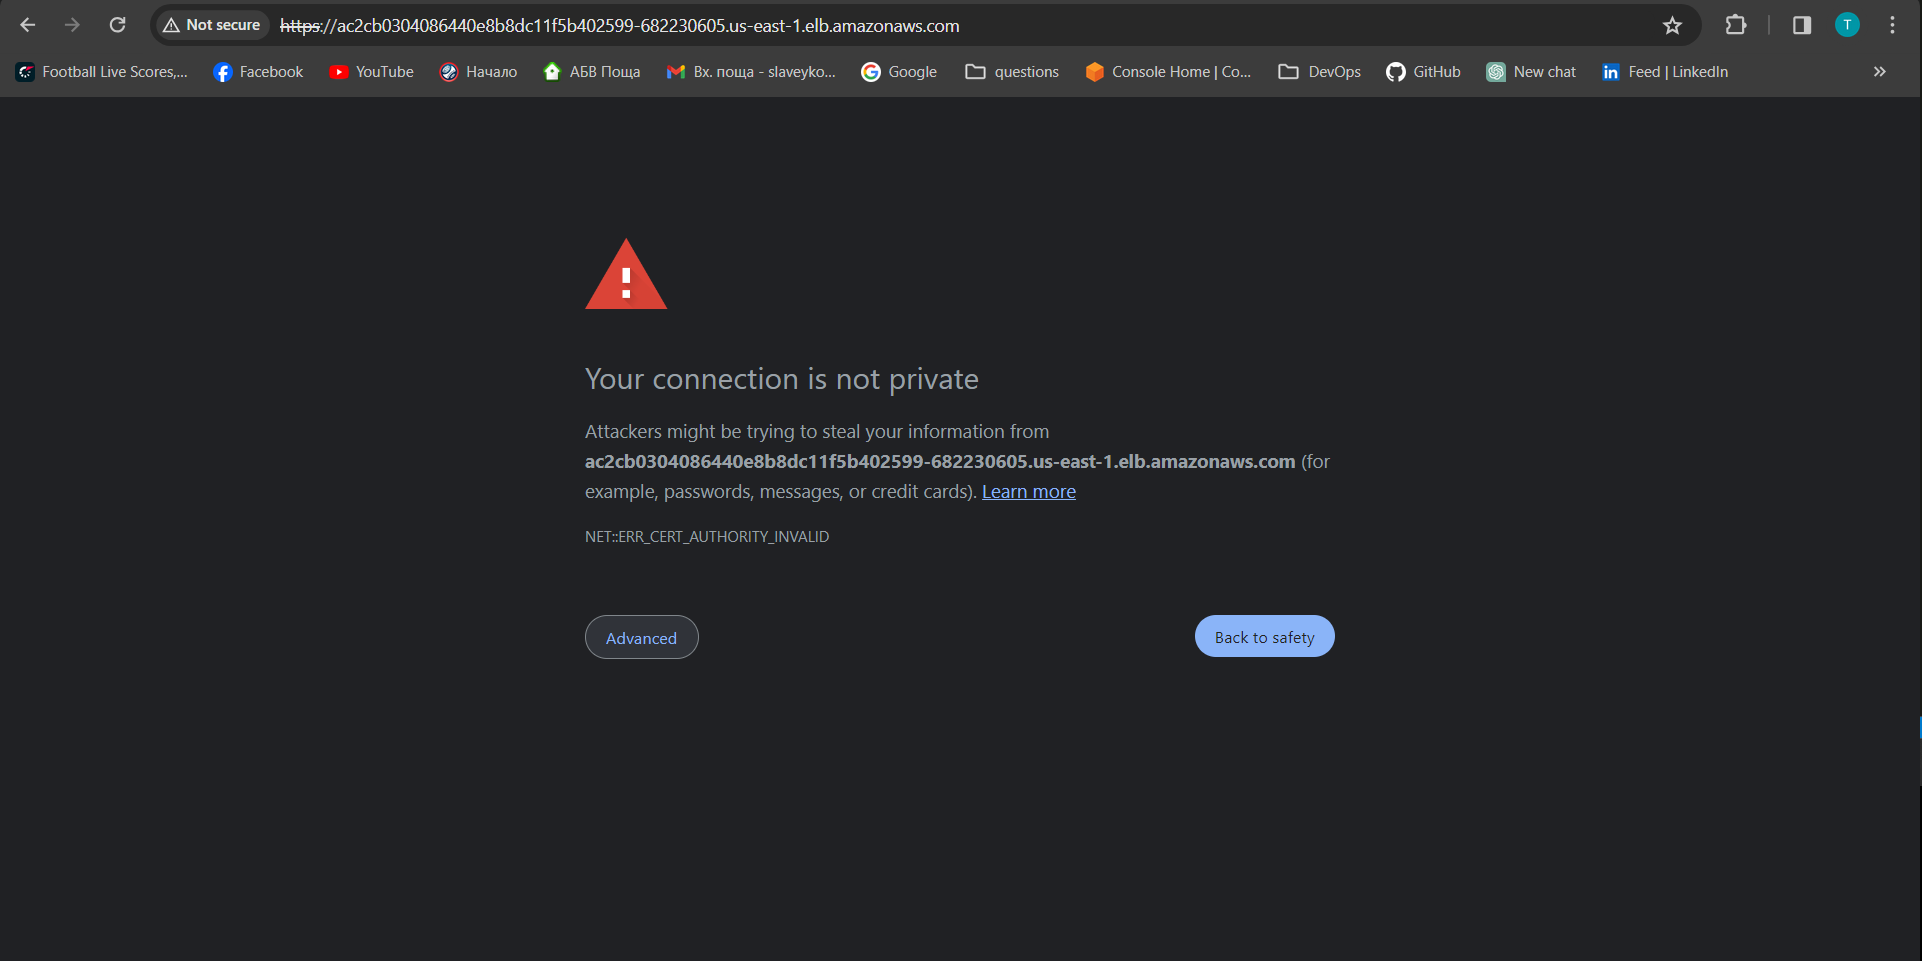 Not secure https://ac2cb0304086440e8b8dc11f5b402599-682230605.us-east-1.elb.amazonaws.com T
Football Live Scores,... Facebook YouTube Начало АБВ Поща Вх. поща - slaveyko... Google questions Console Home | Co... DevOps GitHub New chat Feed | LinkedIn »
Your connection is not private
Attackers might be trying to steal your information from
ac2cb0304086440e8b8dc11f5b402599-682230605.us-east-1.elb.amazonaws.com (for
example, passwords, messages, or credit cards). Learn more
NET::ERR_CERT_AUTHORITY_INVALID
Advanced Back to safety